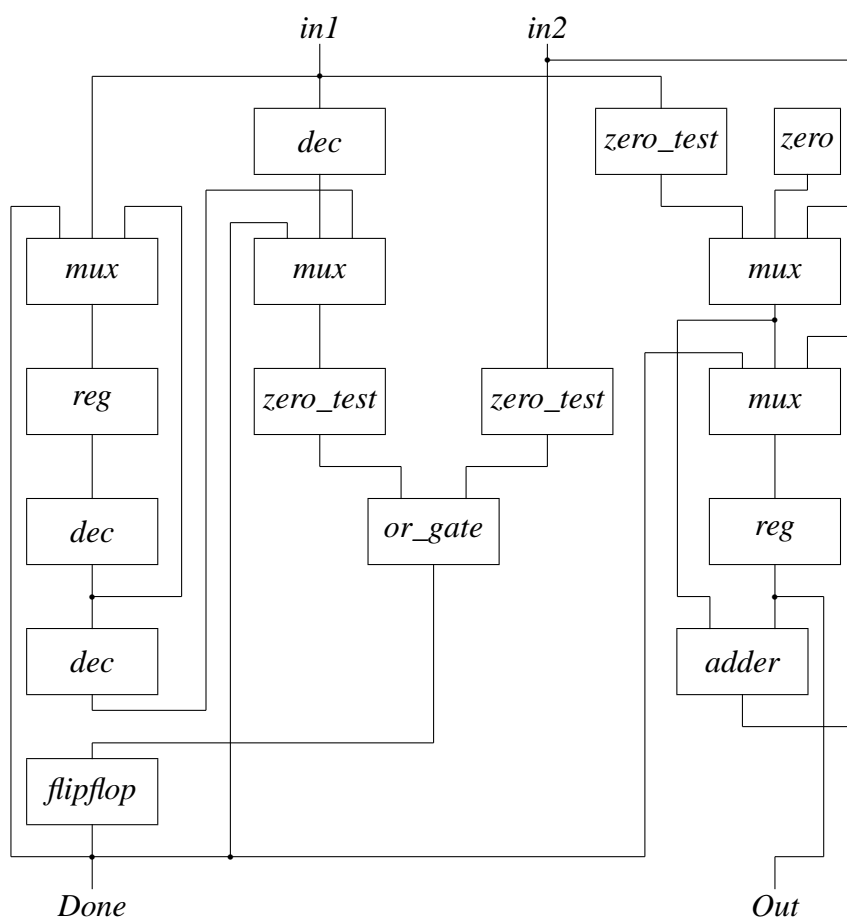 in1 in2
dec zero_test zero
mux mux mux
reg zero_test zero_test mux
dec or_gate reg
dec adder
flipflop
Done Out